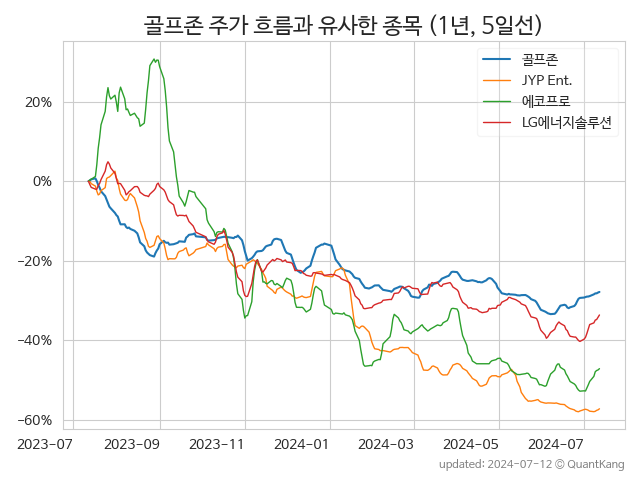 골프존 주가 흐름과 유사한 종목 (1년, 5일선)
골프존
JYP Ent.
에코프로
LG에너지솔루션
20%
0%
−20%
−40%
−60%
2023-07 2023-09 2023-11 2024-01 2024-03 2024-05 2024-07
updated: 2024-07-12 © QuantKang